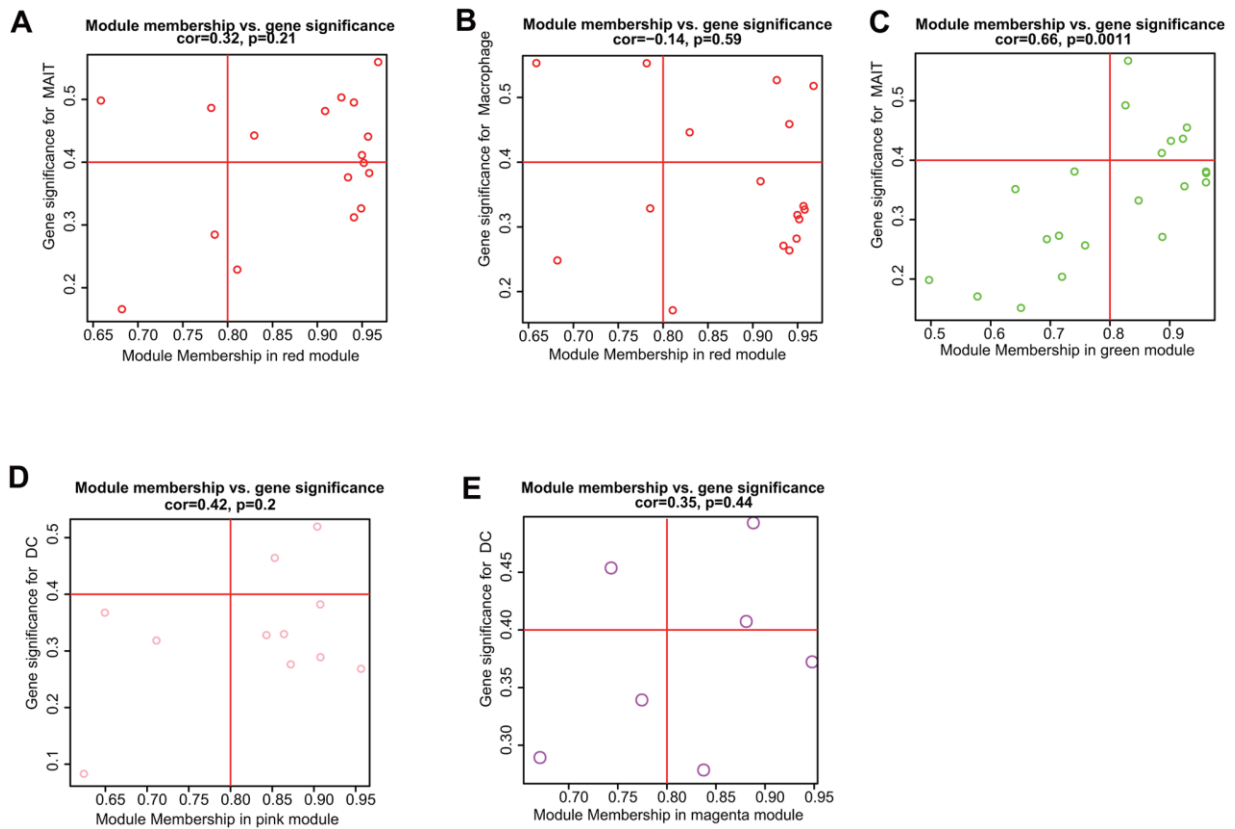 A
Module membership vs. gene significance
cor=0.32, p=0.21
Gene significance for MAIT
0.2 0.3 0.4 0.5
0.65 0.70 0.75 0.80 0.85 0.90 0.95
Module Membership in red module
B
Module membership vs. gene significance
cor=−0.14, p=0.59
Gene significance for Macrophage
0.2 0.3 0.4 0.5
0.65 0.70 0.75 0.80 0.85 0.90 0.95
Module Membership in red module
C
Module membership vs. gene significance
cor=0.66, p=0.0011
Gene significance for MAIT
0.2 0.3 0.4 0.5
0.5 0.6 0.7 0.8 0.9
Module Membership in green module
D
Module membership vs. gene significance
cor=0.42, p=0.2
Gene significance for DC
0.1 0.2 0.3 0.4 0.5
0.65 0.70 0.75 0.80 0.85 0.90 0.95
Module Membership in pink module
E
Module membership vs. gene significance
cor=0.35, p=0.44
Gene significance for DC
0.30 0.35 0.40 0.45
0.70 0.75 0.80 0.85 0.90 0.95
Module Membership in magenta module